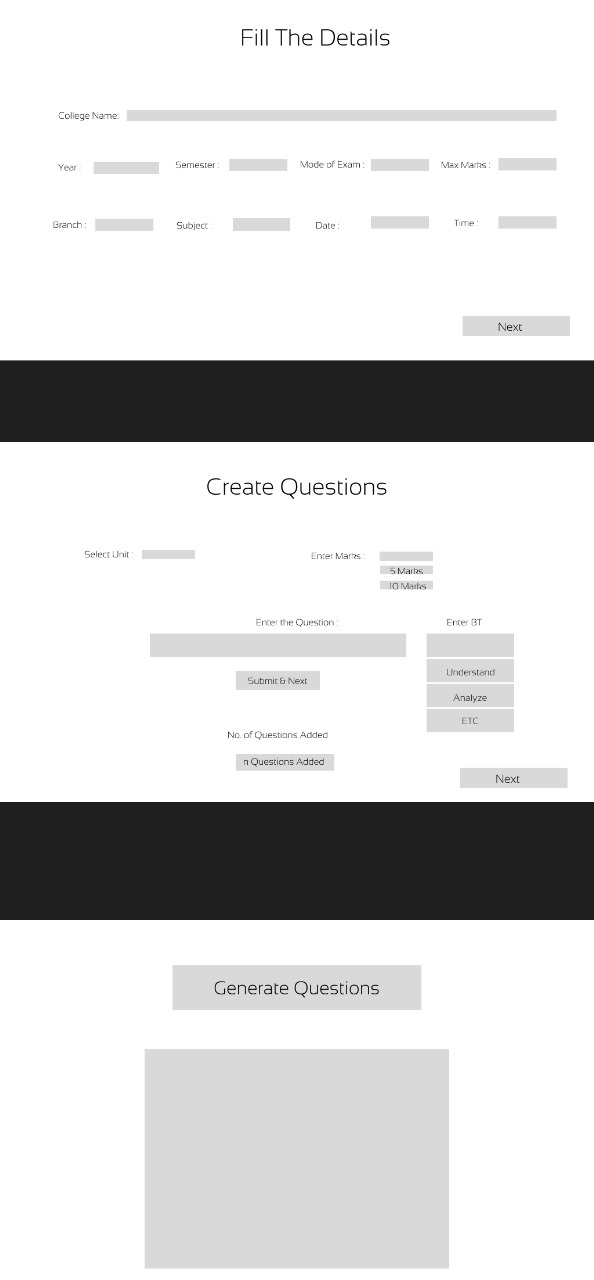 Fill The Details
College Name:
Year : Semester : Mode of Exam : Max Marks :
Branch : Subject : Date : Time :
Next
Create Questions
Select Unit : Enter Marks :
5 Marks
10 Marks
Enter the Question : Enter BT
Understand
Submit & Next
Analyze
ETC
No. of Questions Added
n Questions Added
Next
Generate Questions